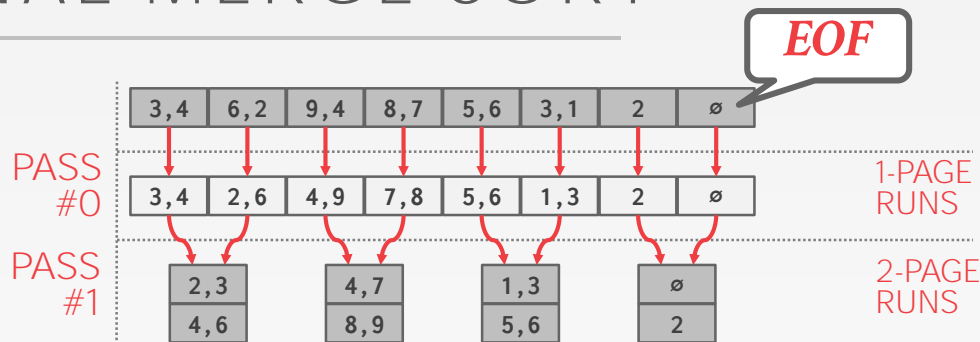 EOF
3,4 6,2 9,4 8,7 5,6 3,1 2 ø
PASS
#0
3,4 2,6 4,9 7,8 5,6 1,3 2 ø
1-PAGE
RUNS
PASS
#1
2,3 4,7 1,3 ø
4,6 8,9 5,6 2
2-PAGE
RUNS